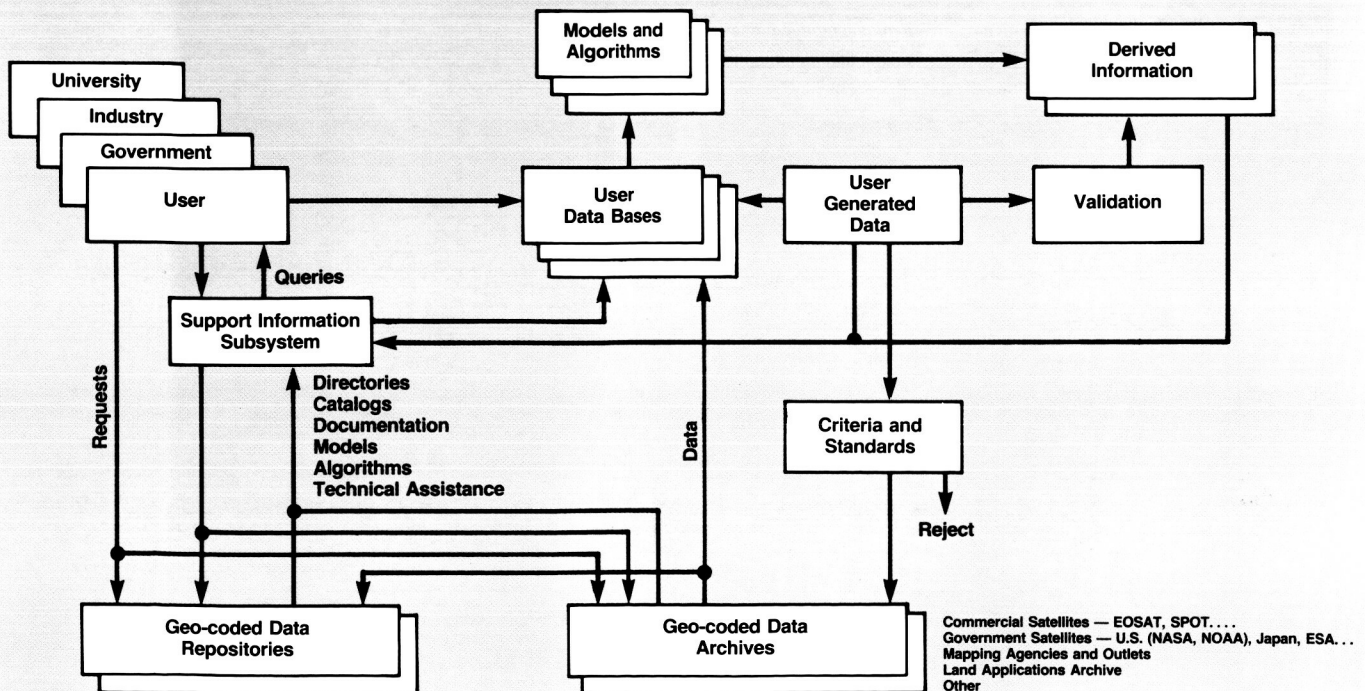 Models and
Algorithms
Derived
Information
University
Industry
Government
User
User
Data Bases
User
Generated
Data
Validation
Queries
Support Information
Subsystem
Requests
Directories
Catalogs
Documentation
Models
Algorithms
Technical Assistance
Data
Criteria and
Standards
Reject
Geo-coded Data
Repositories
Geo-coded Data
Archives
Commercial Satellites — EOSAT, SPOT....
Government Satellites — U.S. (NASA, NOAA), Japan, ESA...
Mapping Agencies and Outlets
Land Applications Archive
Other